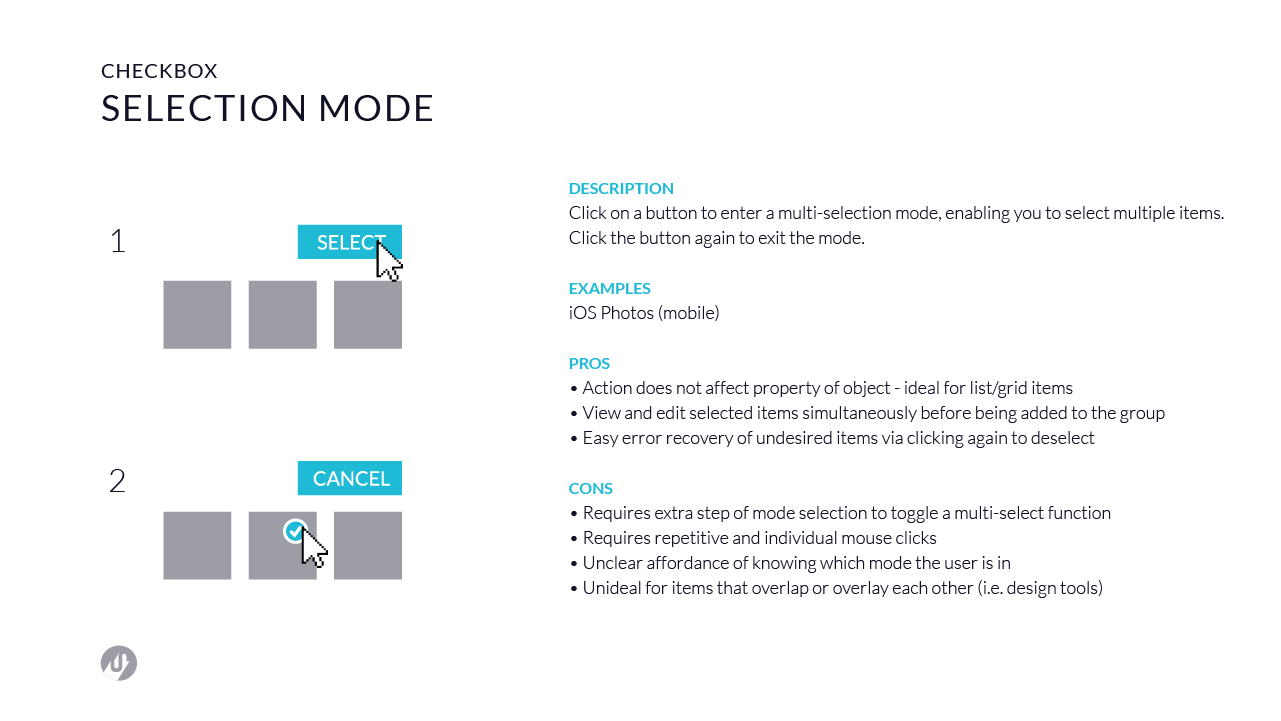 CHECKBOX
SELECTION MODE
1
SELECT
2
CANCEL
DESCRIPTION
Click on a button to enter a multi-selection mode, enabling you to select multiple items.
Click the button again to exit the mode.
EXAMPLES
iOS Photos (mobile)
PROS
• Action does not affect property of object - ideal for list/grid items
• View and edit selected items simultaneously before being added to the group
• Easy error recovery of undesired items via clicking again to deselect
CONS
• Requires extra step of mode selection to toggle a multi-select function
• Requires repetitive and individual mouse clicks
• Unclear affordance of knowing which mode the user is in
• Unideal for items that overlap or overlay each other (i.e. design tools)